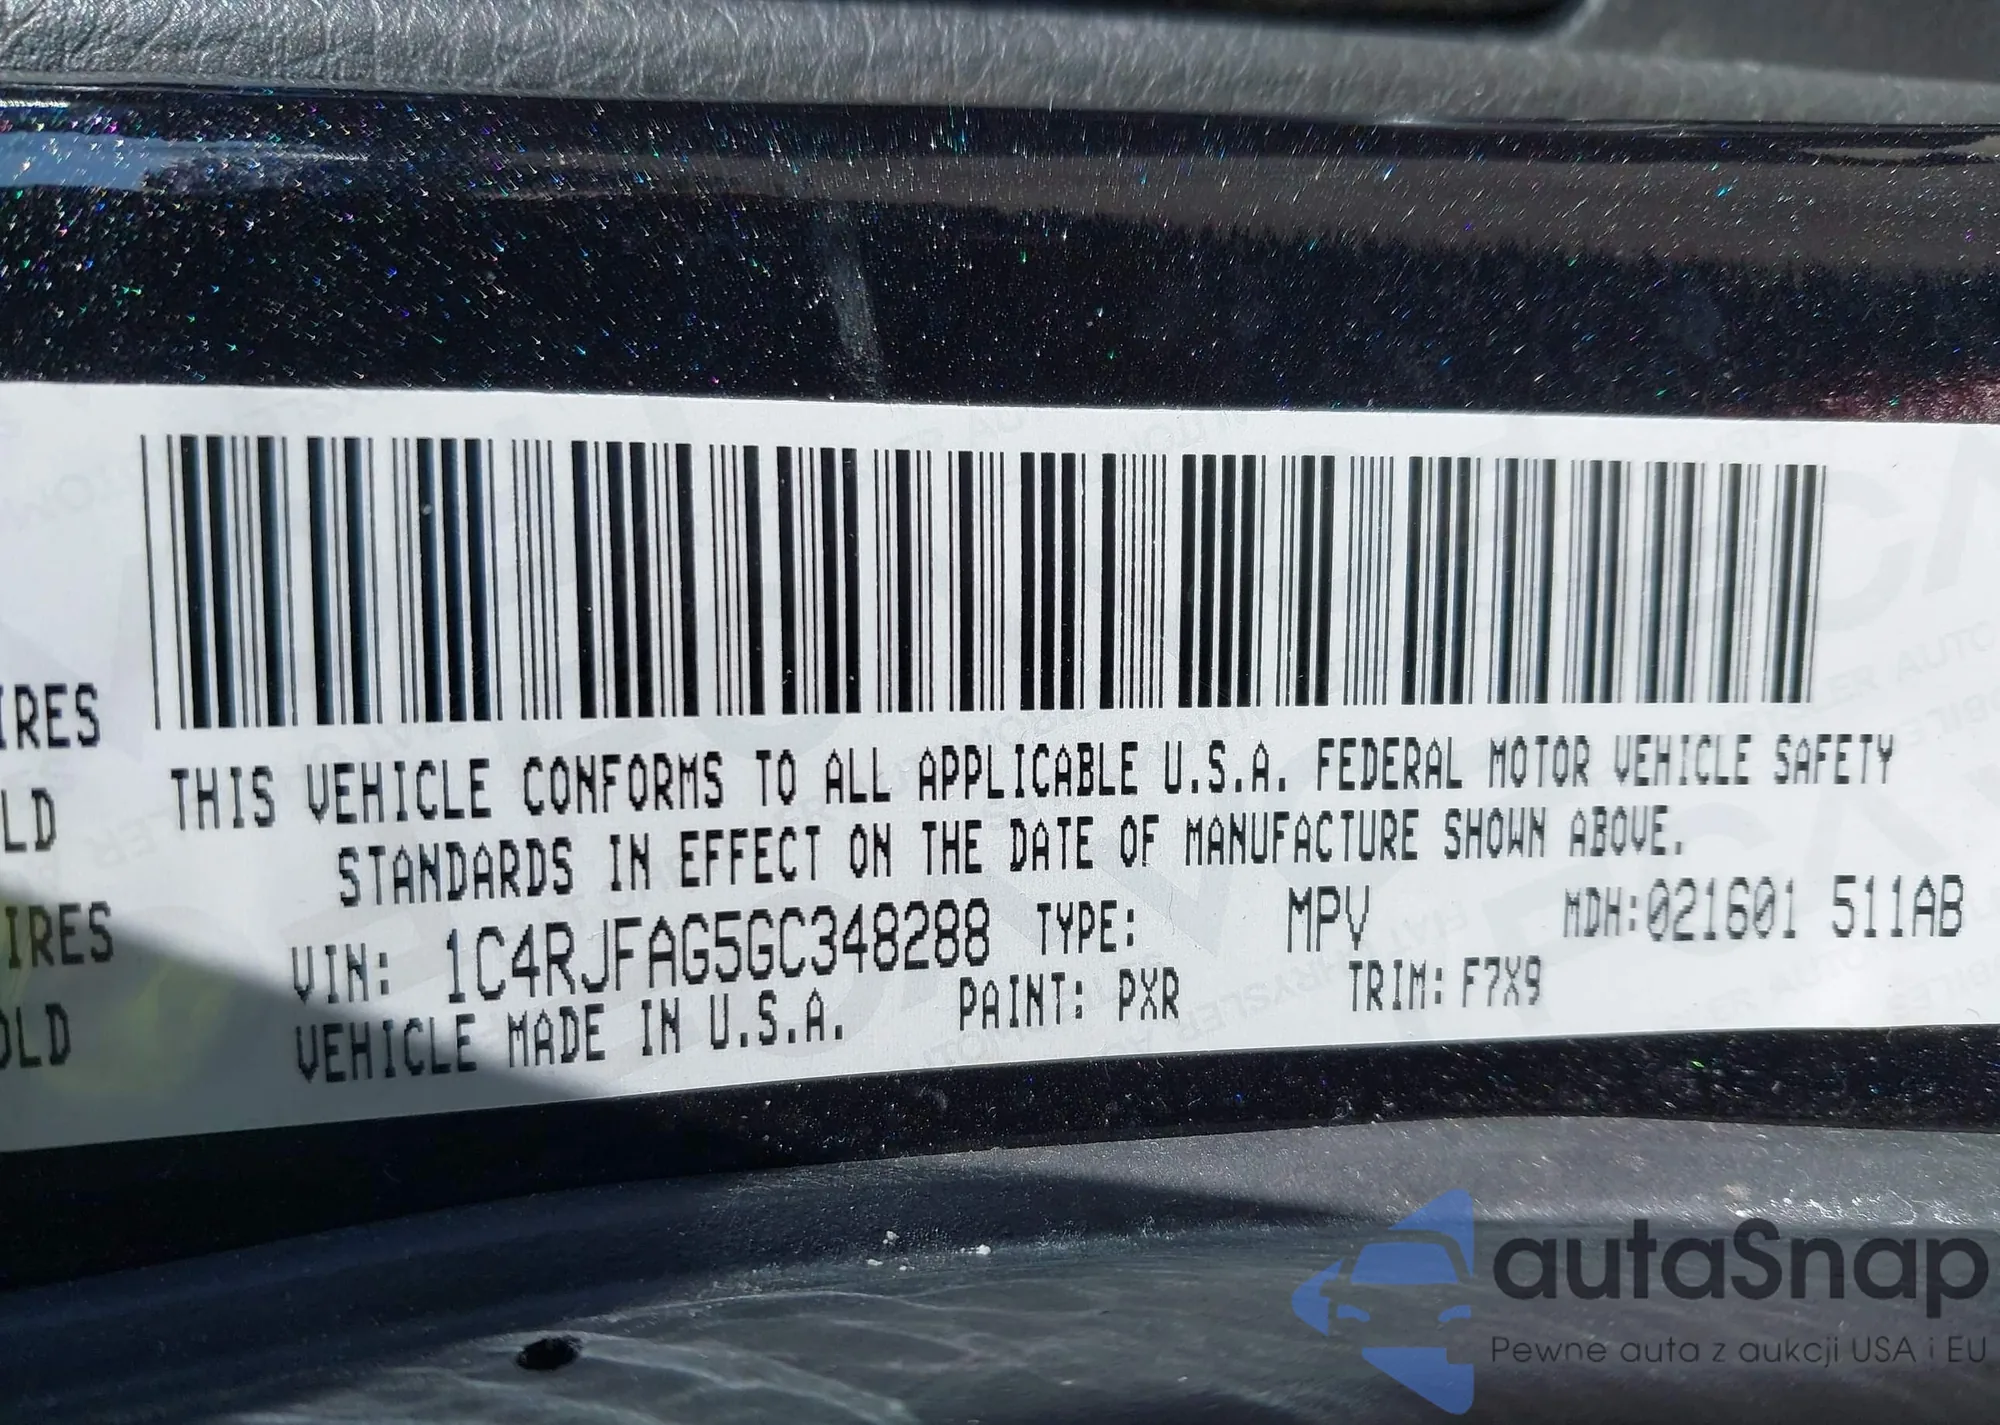 IRES
LD
IRES
OLD
THIS VEHICLE CONFORMS TO ALL APPLICABLE U.S.A. FEDERAL MOTOR VEHICLE SAFETY
STANDARDS IN EFFECT ON THE DATE OF MANUFACTURE SHOWN ABOVE.
VIN: 1C4RJFAG5GC348288 TYPE: MPV MDH:021601 511AB
VEHICLE MADE IN U.S.A. PAINT: PXR TRIM: F7X9
autaSnap
Pewne auta z aukcji USA i EU